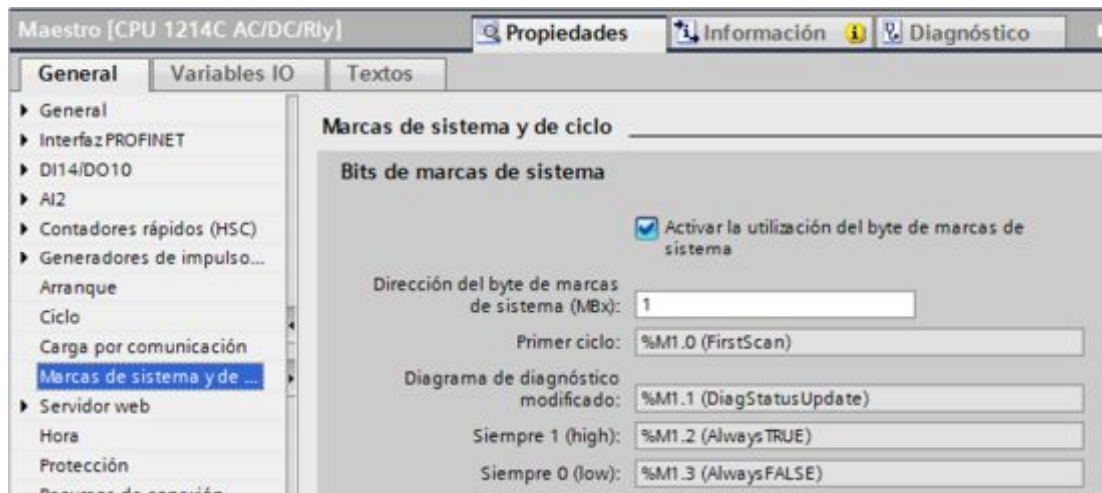 Maestro [CPU 1214C AC/DC/Rly]
Propiedades
Información
Diagnóstico
General
Variables IO
Textos
General
Interfaz PROFINET
DI14/DO10
AI2
Contadores rápidos (HSC)
Generadores de impulso...
Arranque
Ciclo
Carga por comunicación
Marcas de sistema y de ...
Servidor web
Hora
Protección
Marcas de sistema y de ciclo
Bits de marcas de sistema
Activar la utilización del byte de marcas de
sistema
Dirección del byte de marcas
de sistema (MBx):
1
Primer ciclo:
%M1.0 (FirstScan)
Diagrama de diagnóstico
modificado:
%M1.1 (DiagStatusUpdate)
Siempre 1 (high):
%M1.2 (AlwaysTRUE)
Siempre 0 (low):
%M1.3 (AlwaysFALSE)